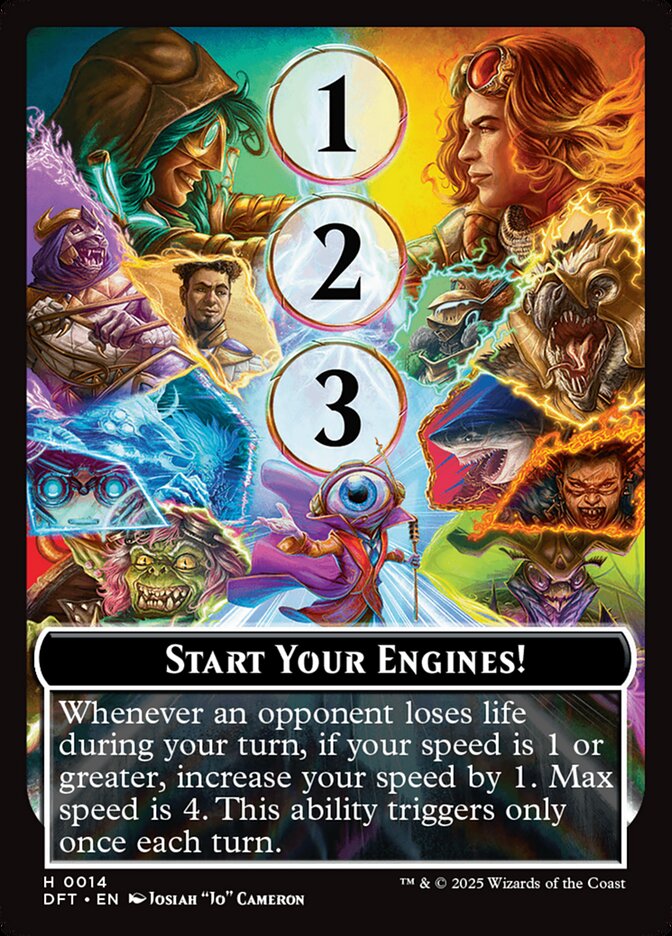 1
2
3
Start Your Engines!
Whenever an opponent loses life
during your turn, if your speed is 1 or
greater, increase your speed by 1. Max
speed is 4. This ability triggers only
once each turn.
H 0014
DFT • EN Josiah "Jo" Cameron
™ & © 2025 Wizards of the Coast